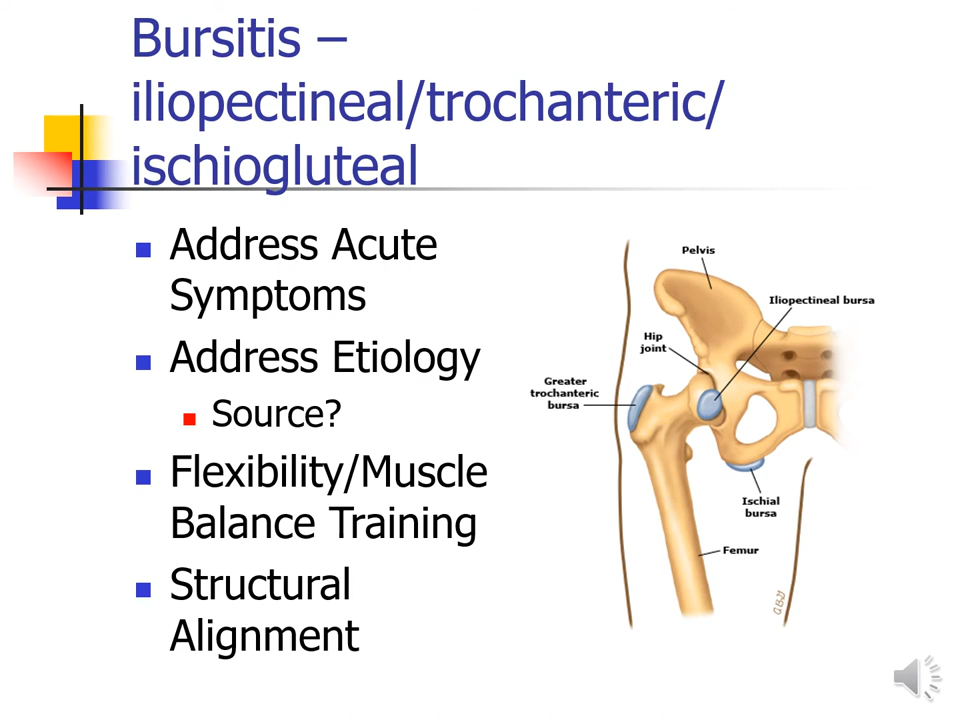 Bursitis –
iliopectineal/trochanteric/
ischiogluteal
Address Acute
Symptoms
Address Etiology
Source?
Flexibility/Muscle
Balance Training
Structural
Alignment
Pelvis
Iliopectineal bursa
Hip
joint
Greater
trochanteric
bursa
Ischial
bursa
Femur